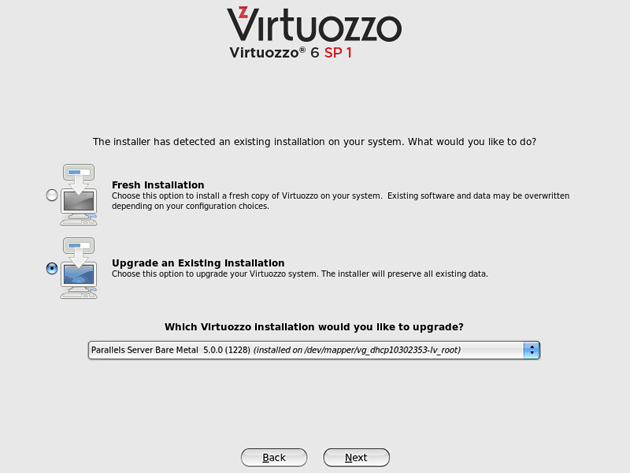 Virtuozzo
Virtuozzo® 6 SP 1
The installer has detected an existing installation on your system. What would you like to do?
Fresh Installation
Choose this option to install a fresh copy of Virtuozzo on your system. Existing software and data may be overwritten
depending on your configuration choices.
Upgrade an Existing Installation
Choose this option to upgrade your Virtuozzo system. The installer will preserve all existing data.
Which Virtuozzo installation would you like to upgrade?
Parallels Server Bare Metal 5.0.0 (1228) (installed on /dev/mapper/vg_dhcp10302353-lv_root)
Back Next